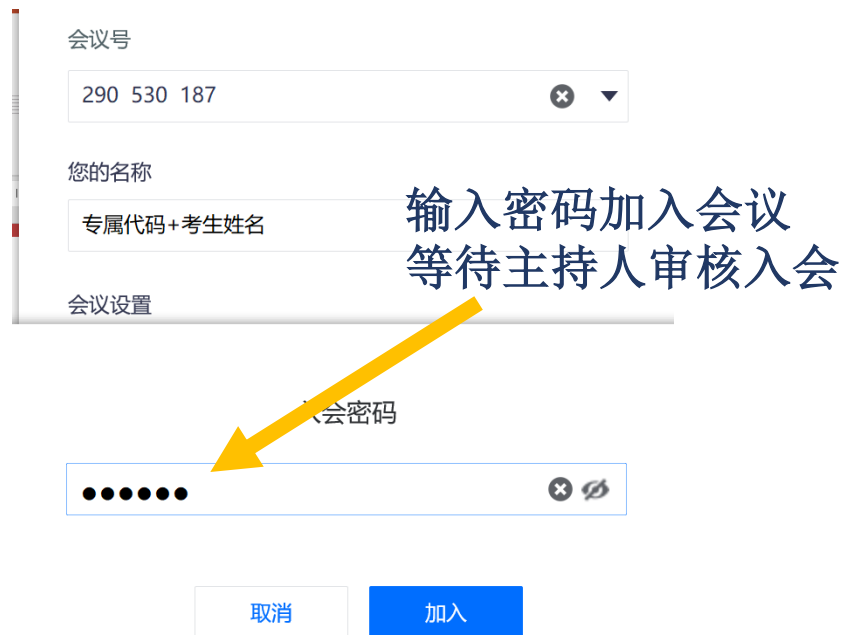 会议号
290 530 187
您的名称
专属代码+考生姓名
输入密码加入会议
等待主持人审核入会
会议设置
入会密码
●●●●●●
取消
加入